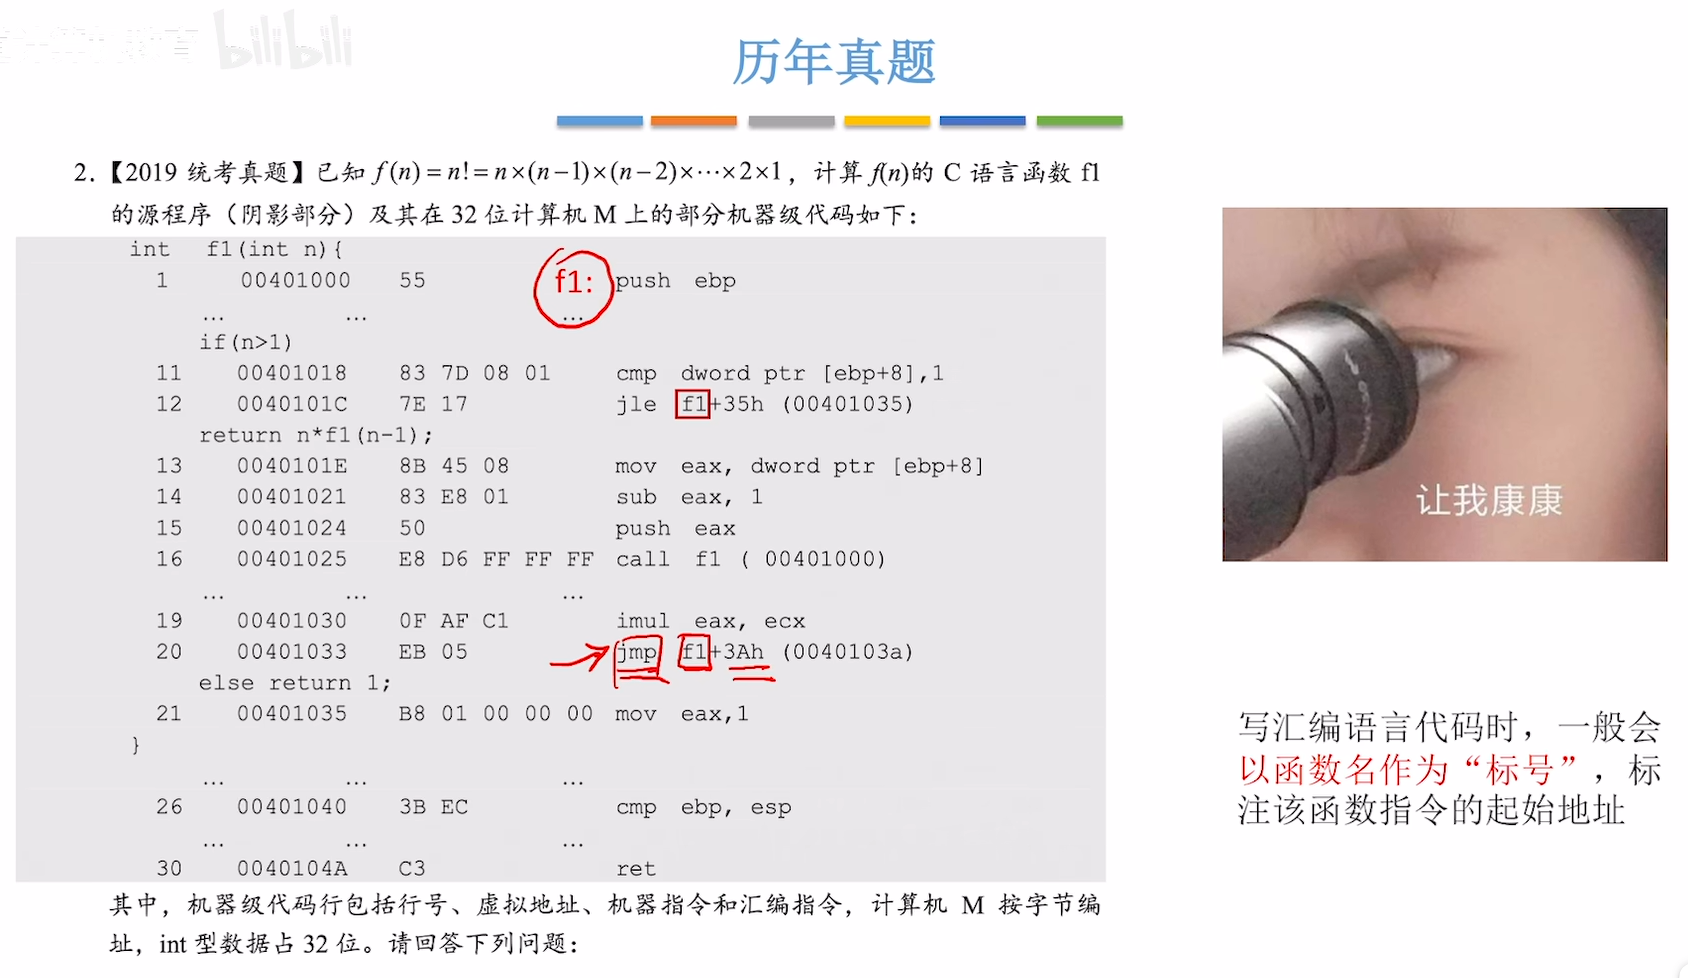 bilibili
历年真题
2.【2019 统考真题】已知 f(n)=n!=n×(n−1)×(n−2)×⋯×2×1，计算 f(n)的 C 语言函数 f1
的源程序（阴影部分）及其在 32 位计算机 M 上的部分机器级代码如下：
int f1(int n){
1 00401000 55 f1: push ebp
… … …
if(n>1)
11 00401018 83 7D 08 01 cmp dword ptr [ebp+8],1
12 0040101C 7E 17 jle f1+35h (00401035)
return n*f1(n-1);
13 0040101E 8B 45 08 mov eax, dword ptr [ebp+8]
14 00401021 83 E8 01 sub eax, 1
15 00401024 50 push eax
16 00401025 E8 D6 FF FF FF call f1 ( 00401000)
… … …
19 00401030 0F AF C1 imul eax, ecx
20 00401033 EB 05 jmp f1+3Ah (0040103a)
else return 1;
21 00401035 B8 01 00 00 00 mov eax,1
}
… … …
26 00401040 3B EC cmp ebp, esp
… … …
30 0040104A C3 ret
其中，机器级代码行包括行号、虚拟地址、机器指令和汇编指令，计算机 M 按字节编
址，int 型数据占 32 位。请回答下列问题：
让我康康
写汇编语言代码时，一般会
以函数名作为“标号”，标
注该函数指令的起始地址